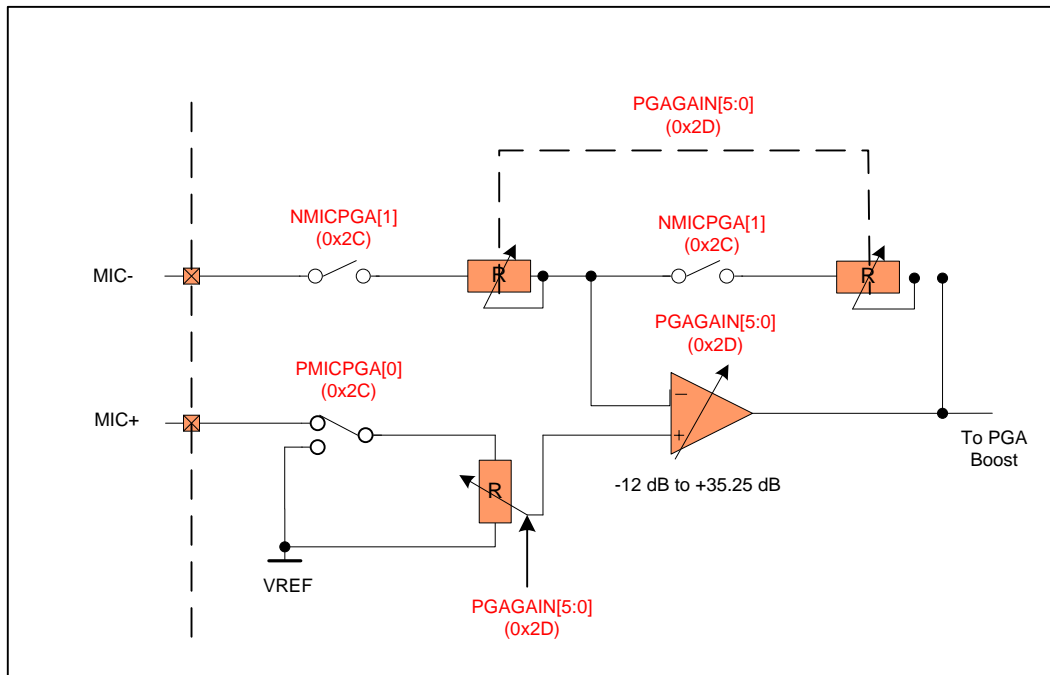 PGAGAIN[5:0]
(0x2D)
NMICPGA[1]
(0x2C)
NMICPGA[1]
(0x2C)
MIC-
R
R
PGAGAIN[5:0]
(0x2D)
PMICPGA[0]
(0x2C)
MIC+
−
+
To PGA
Boost
R
-12 dB to +35.25 dB
VREF
PGAGAIN[5:0]
(0x2D)